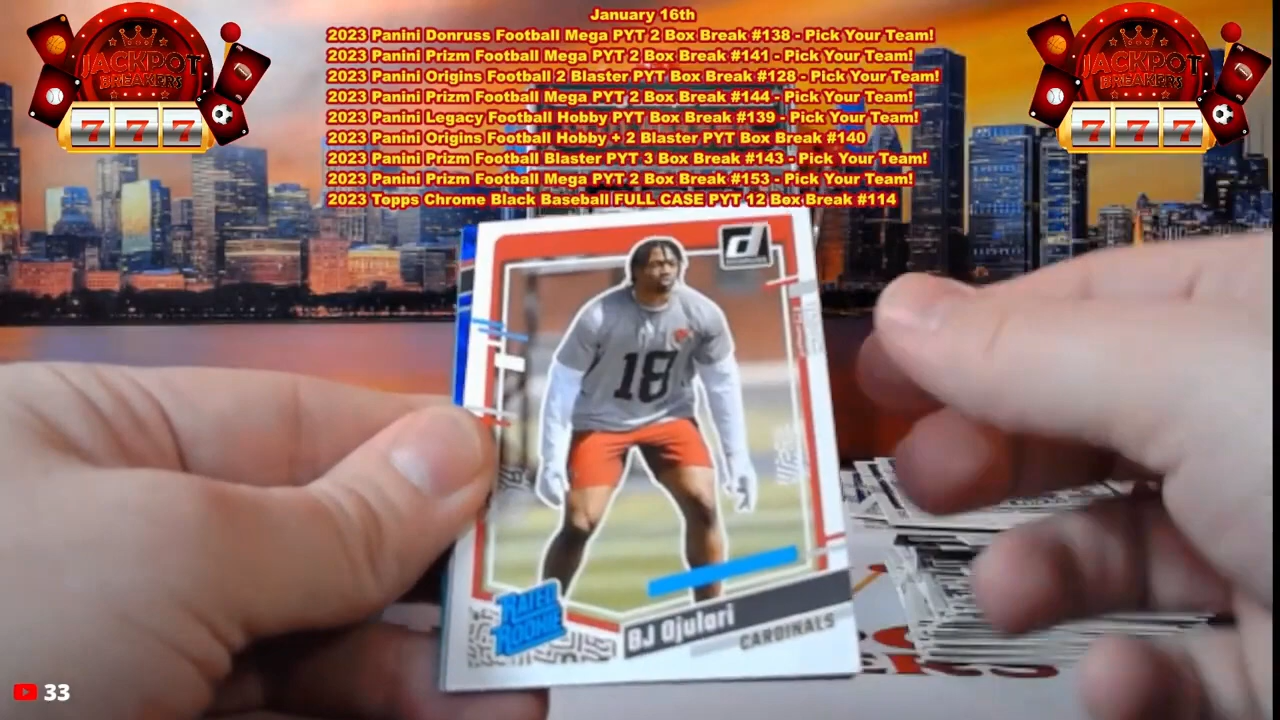 January 16th
2023 Panini Donruss Football Mega PYT 2 Box Break #138 - Pick Your Team!
2023 Panini Prizm Football Mega PYT 2 Box Break #141 - Pick Your Team!
2023 Panini Origins Football 2 Blaster PYT Box Break #128 - Pick Your Team!
2023 Panini Prizm Football Mega PYT 2 Box Break #144 - Pick Your Team!
2023 Panini Legacy Football Hobby PYT Box Break #139 - Pick Your Team!
2023 Panini Origins Football Hobby + 2 Blaster PYT Box Break #140
2023 Panini Prizm Football Blaster PYT 3 Box Break #143 - Pick Your Team!
2023 Panini Prizm Football Mega PYT 2 Box Break #153 - Pick Your Team!
2023 Topps Chrome Black Baseball FULL CASE PYT 12 Box Break #114
JACKPOT
BREAKERS
7 7 7
JACKPOT
BREAKERS
7 7 7
d
18
RATED
ROOKIE
BJ Ojulari
CARDINALS
33